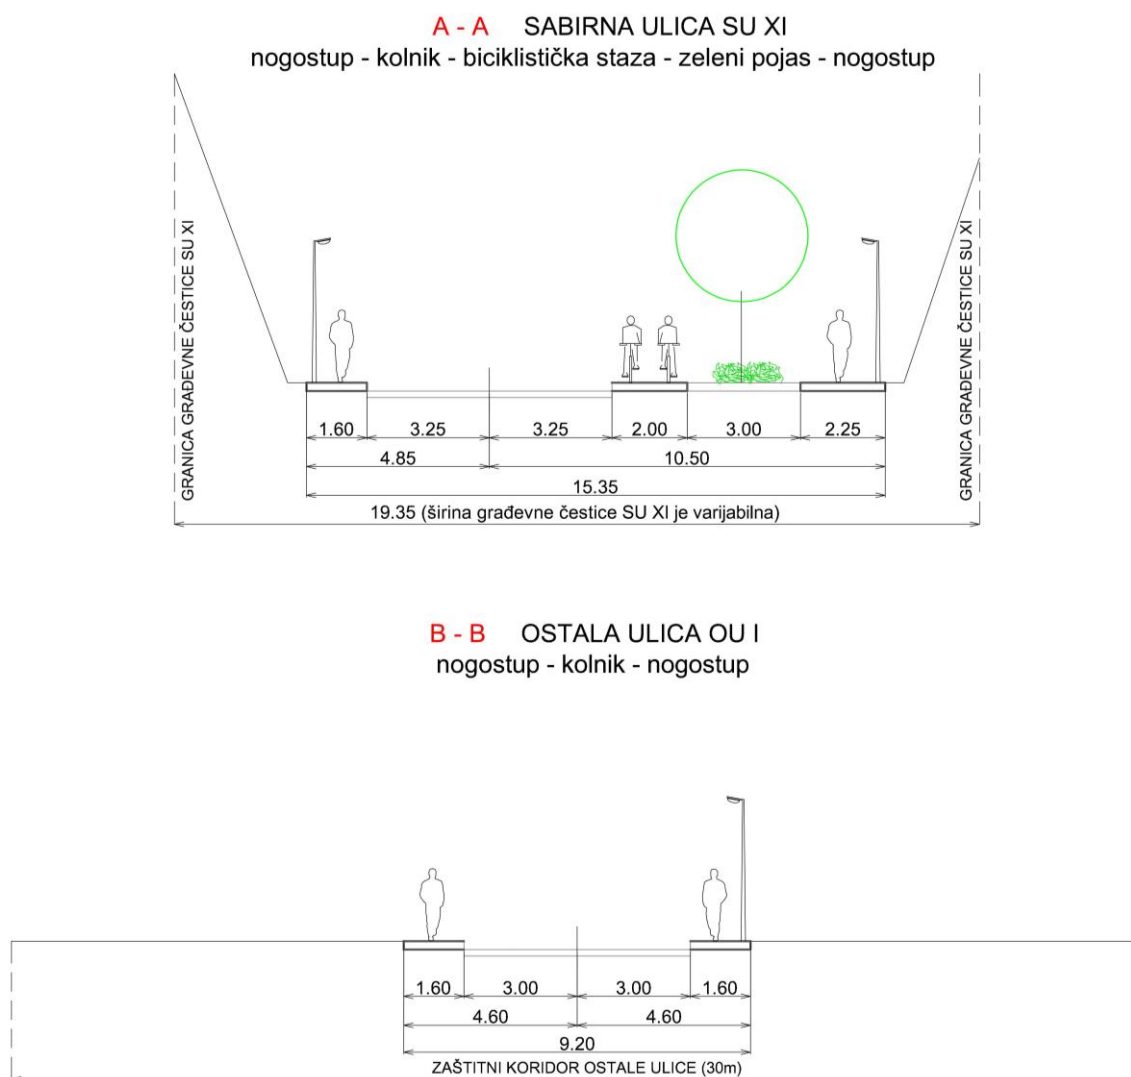 A - A SABIRNA ULICA SU XI
nogostup - kolnik - biciklistička staza - zeleni pojas - nogostup
GRANICA GRAĐEVNE ČESTICE SU XI
GRANICA GRAĐEVNE ČESTICE SU XI
1.60 3.25 3.25 2.00 3.00 2.25
4.85 10.50
15.35
19.35 (širina građevne čestice SU XI je varijabilna)
B - B OSTALA ULICA OU I
nogostup - kolnik - nogostup
1.60 3.00 3.00 1.60
4.60 4.60
9.20
ZAŠTITNI KORIDOR OSTALE ULICE (30m)